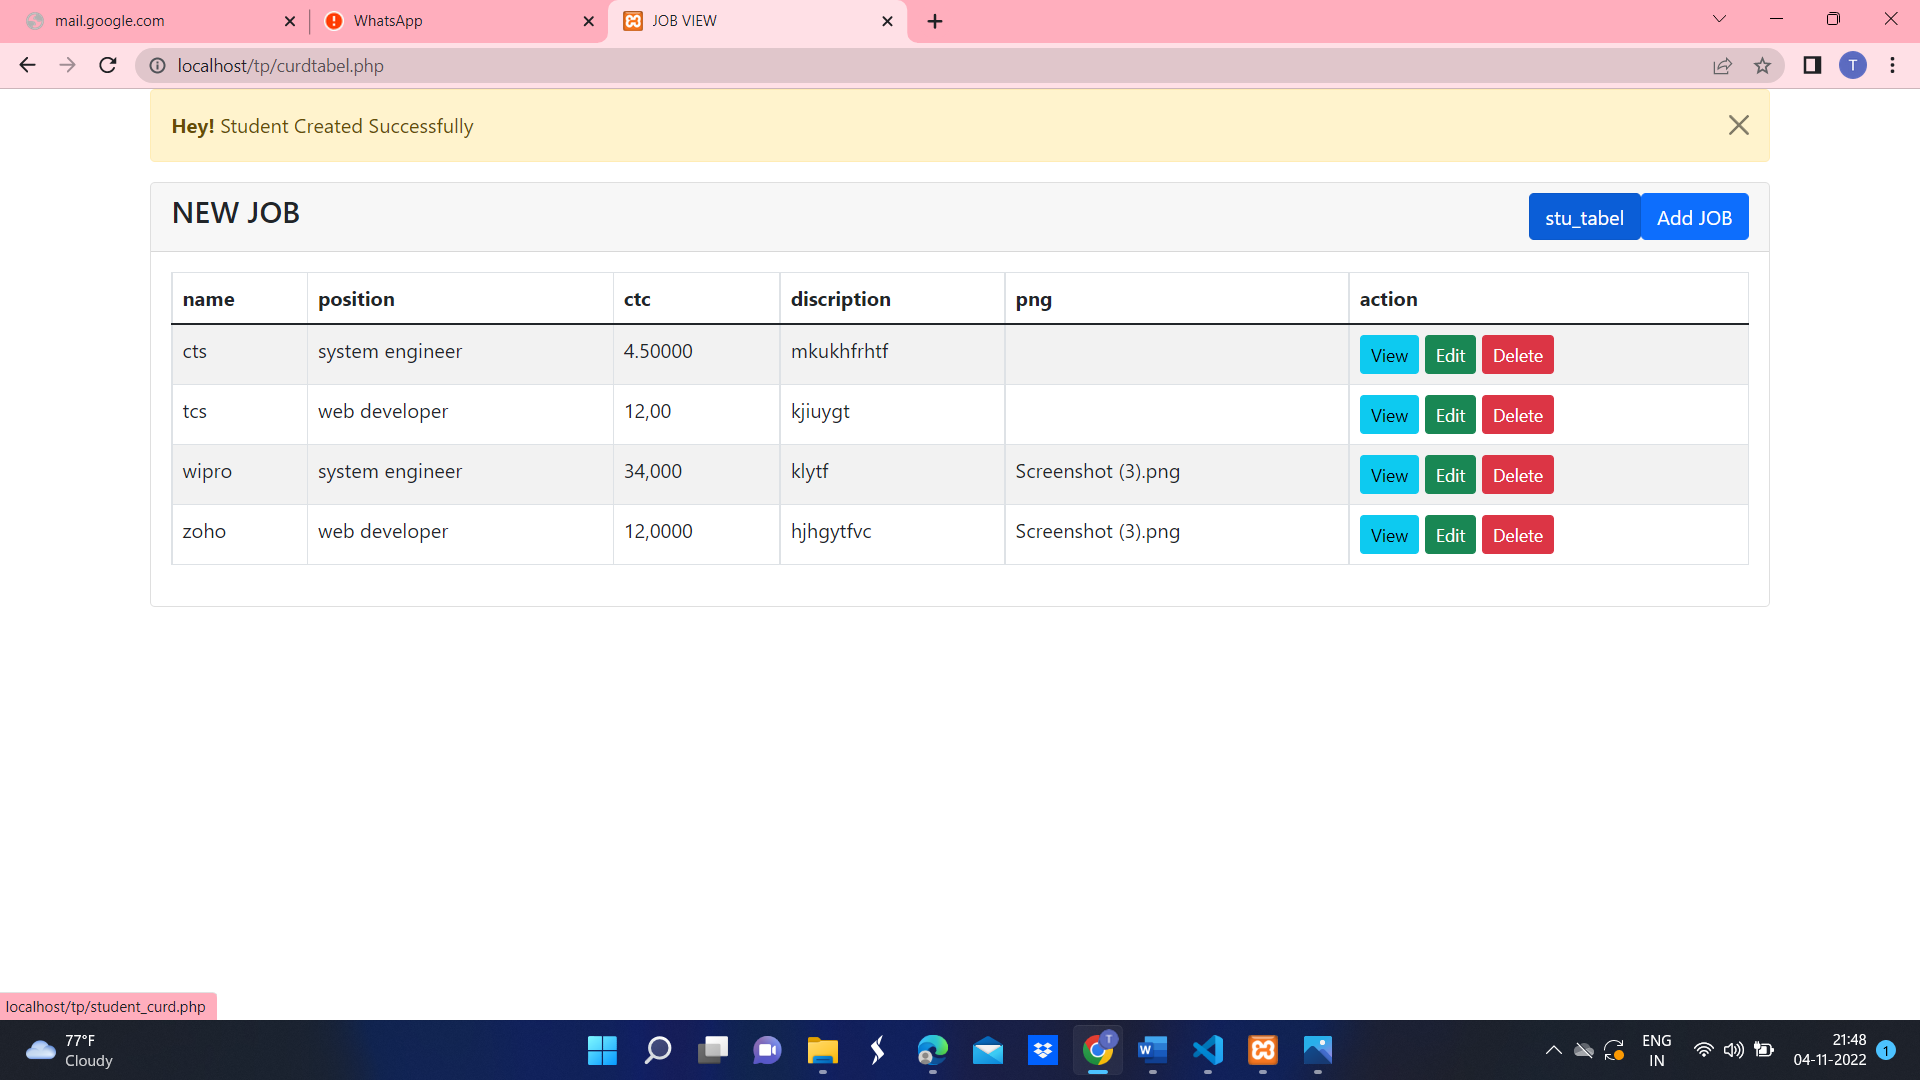 mail.google.com
WhatsApp
JOB VIEW
localhost/tp/curdtabel.php
T
Hey! Student Created Successfully
NEW JOB
stu_tabel
Add JOB
name position ctc discription png action
cts system engineer 4.50000 mkukhfrhtf View Edit Delete
tcs web developer 12,00 kjiuygt View Edit Delete
wipro system engineer 34,000 klytf Screenshot (3).png View Edit Delete
zoho web developer 12,0000 hjhgytfvc Screenshot (3).png View Edit Delete
localhost/tp/student_curd.php
77°F
Cloudy
T
W
ENG
IN
21:48
04-11-2022
1